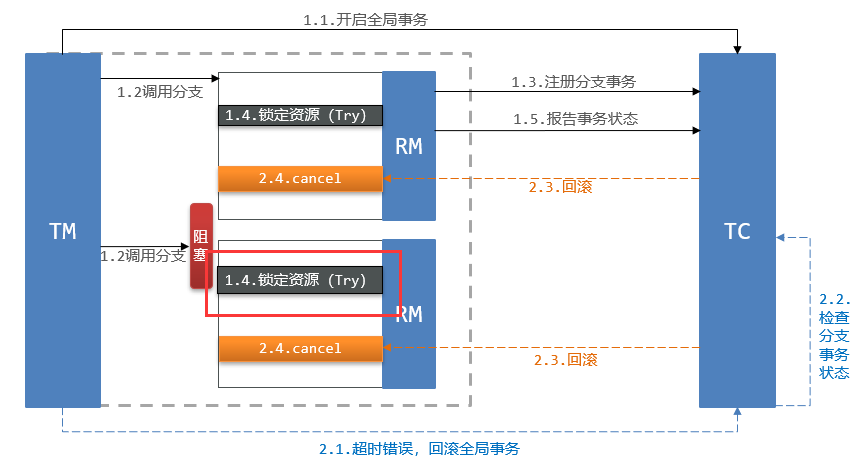 1.1.开启全局事务
1.2调用分支
1.3.注册分支事务
1.4.锁定资源（Try)
1.5.报告事务状态
RM
2.4.cancel
2.3.回滚
TM
TC
阻
塞
1.2调用分支
1.4.锁定资源（Try)
RM
2.2.
检查
分支
事务
状态
2.4.cancel
2.3.回滚
2.1.超时错误，回滚全局事务